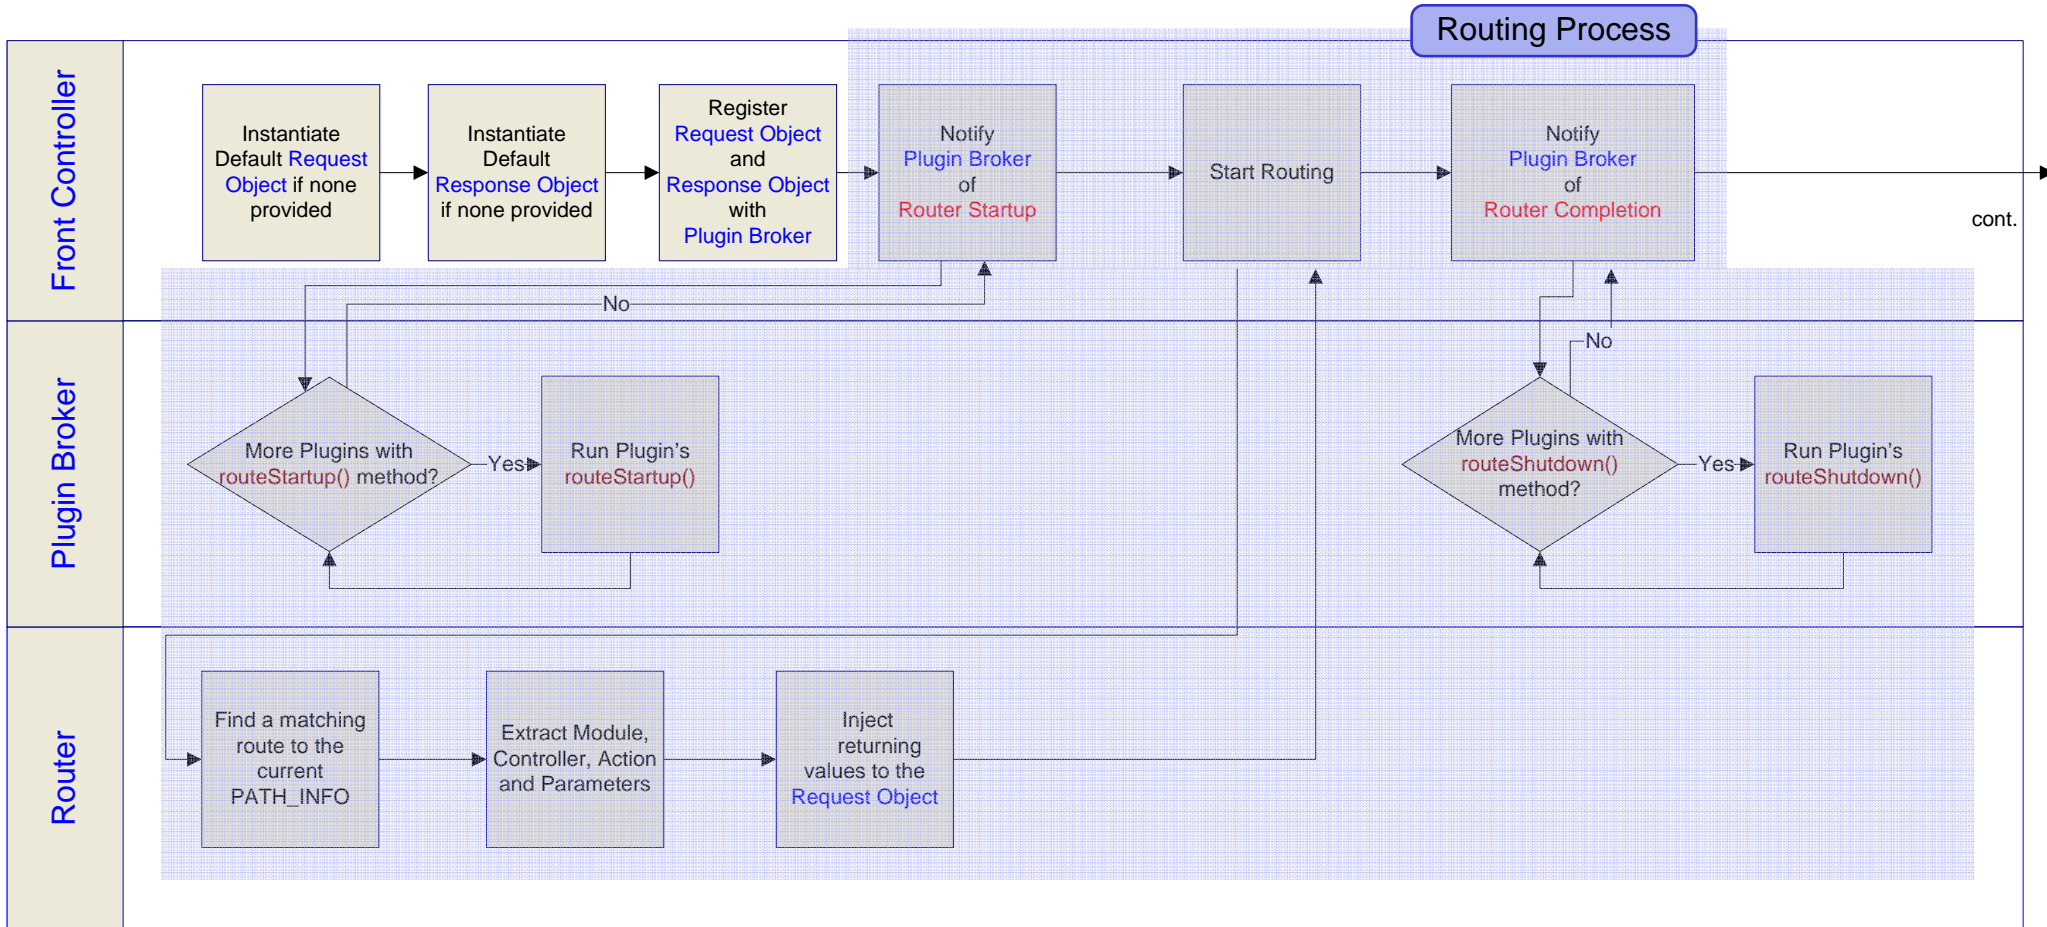 Routing Process
Front Controller
Instantiate
Default Request
Object if none
provided
Instantiate
Default
Response Object
if none provided
Register
Request Object
and
Response Object
with
Plugin Broker
Notify
Plugin Broker
of
Router Startup
Start Routing
Notify
Plugin Broker
of
Router Completion
cont.
No
Plugin Broker
More Plugins with
routeStartup() method?
Yes
Run Plugin's
routeStartup()
No
More Plugins with
routeShutdown()
method?
Yes
Run Plugin's
routeShutdown()
Router
Find a matching
route to the
current
PATH_INFO
Extract Module,
Controller, Action
and Parameters
Inject
returning
values to the
Request Object